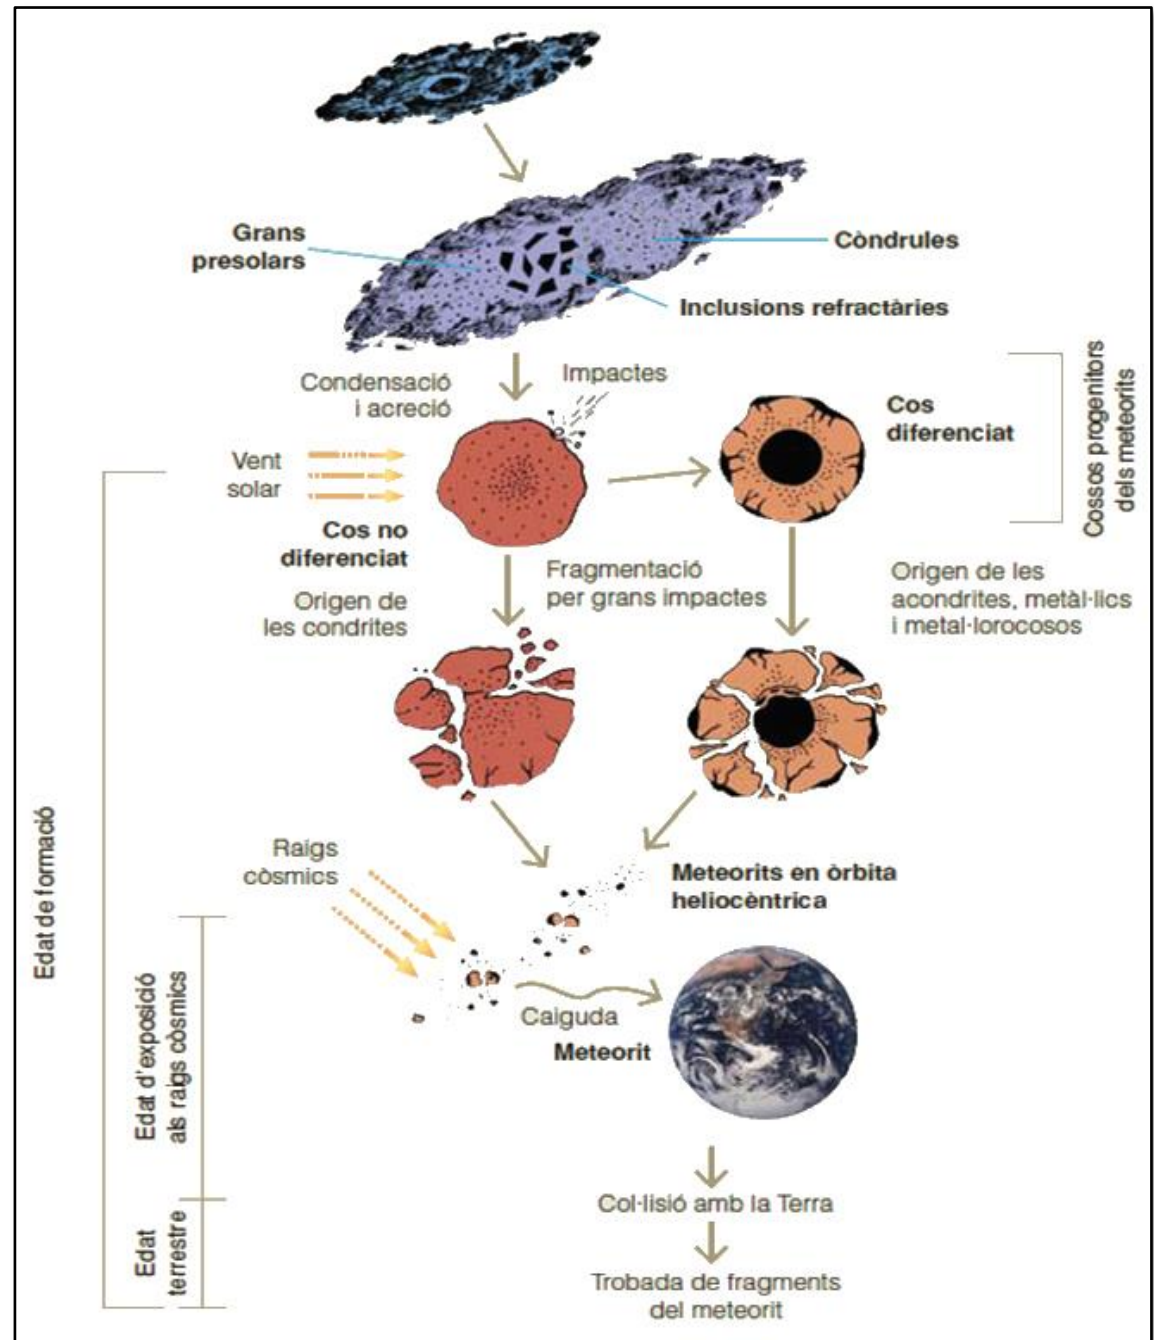 Grans
presolars
Còndrules
Inclusions refractàries
Condensació
i acreció
Impactes
Cos
diferenciat
Cossos progenitors
dels meteorits
Vent
solar
Cos no
diferenciat
Fragmentació
per grans impactes
Origen de les
acondrites, metàl·lics
i metal·lorocosos
Origen de
les condrites
Edat de formació
Raigs
còsmics
Meteorits en òrbita
heliocèntrica
Edat d'exposició
als raigs còsmics
Caiguda
Meteorit
Col·lisió amb la Terra
Edat
terrestre
Trobada de fragments
del meteorit